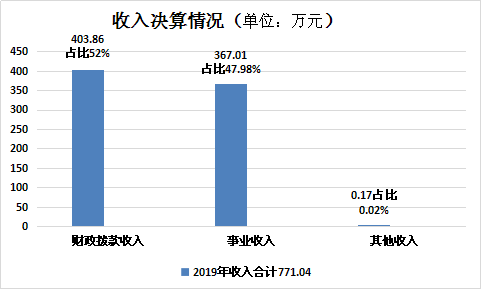 收入决算情况（单位：万元）
403.86
占比52%
367.01
占比47.98%
0.17占比
0.02%
450
400
350
300
250
200
150
100
50
0
财政拨款收入
事业收入
其他收入
2019年收入合计771.04